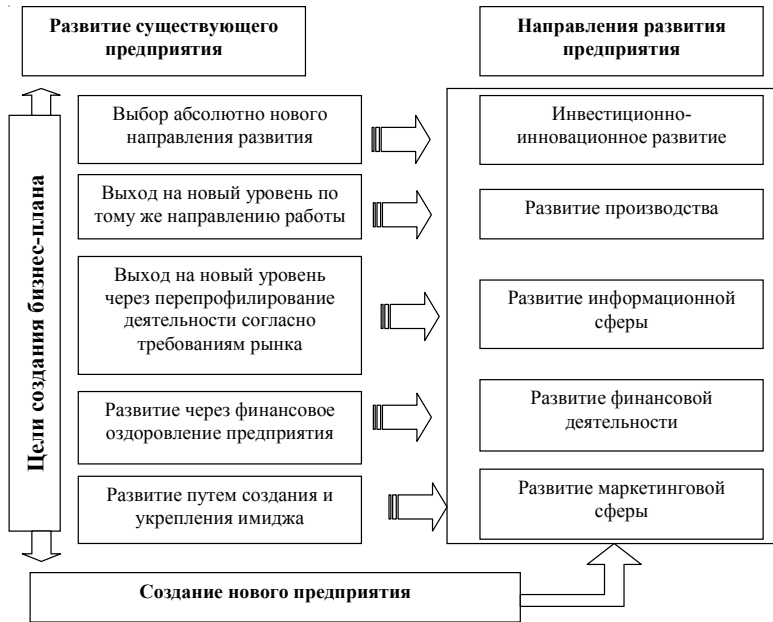 Развитие существующего
предприятия
Направления развития
предприятия
Цели создания бизнес-плана
Выбор абсолютно нового
направления развития
Инвестиционно-
инновационное развитие
Выход на новый уровень по
тому же направлению работы
Развитие производства
Выход на новый уровень
через перепрофилирование
деятельности согласно
требованиям рынка
Развитие информационной
сферы
Развитие через финансовое
оздоровление предприятия
Развитие финансовой
деятельности
Развитие путем создания и
укрепления имиджа
Развитие маркетинговой
сферы
Создание нового предприятия